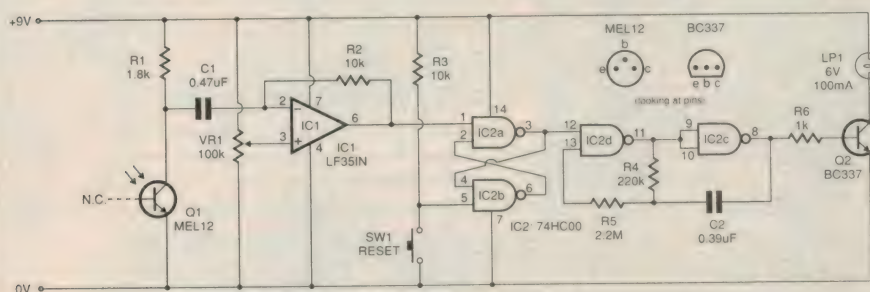 +9V
R1
1.8k
C1
0.47uF
R2
10k
R3
10k
2
7
6
3
4
IC1
IC1
LF35IN
VR1
100k
N.C.
Q1
MEL12
SW1
RESET
0V
14
1
2
IC2a
3
4
5
IC2b
6
7
IC2: 74HC00
12
13
IC2d
11
R4
220k
R5
2.2M
9
10
IC2c
8
C2
0.39uF
R6
1k
MEL12
b
e
c
BC337
e b c
(looking at pins)
LP1
6V
100mA
Q2
BC337